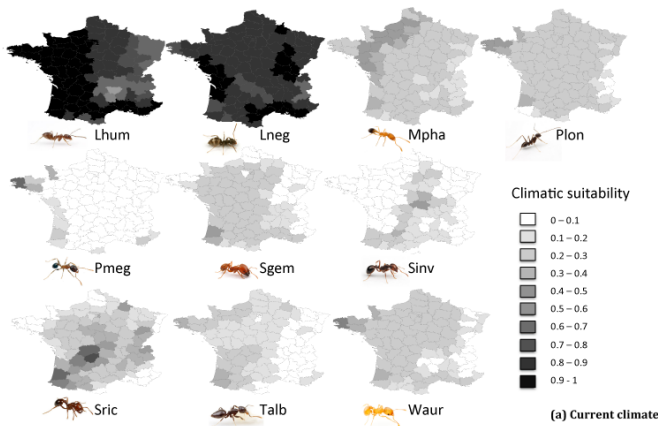 Lhum
Lneg
Mpha
Plon
Pmeg
Sgem
Sinv
Climatic suitability
0 – 0.1
0.1 – 0.2
0.2 – 0.3
0.3 – 0.4
0.4 – 0.5
0.5 – 0.6
0.6 – 0.7
0.7 – 0.8
0.8 – 0.9
0.9 - 1
Sric
Talb
Waur
(a) Current climate